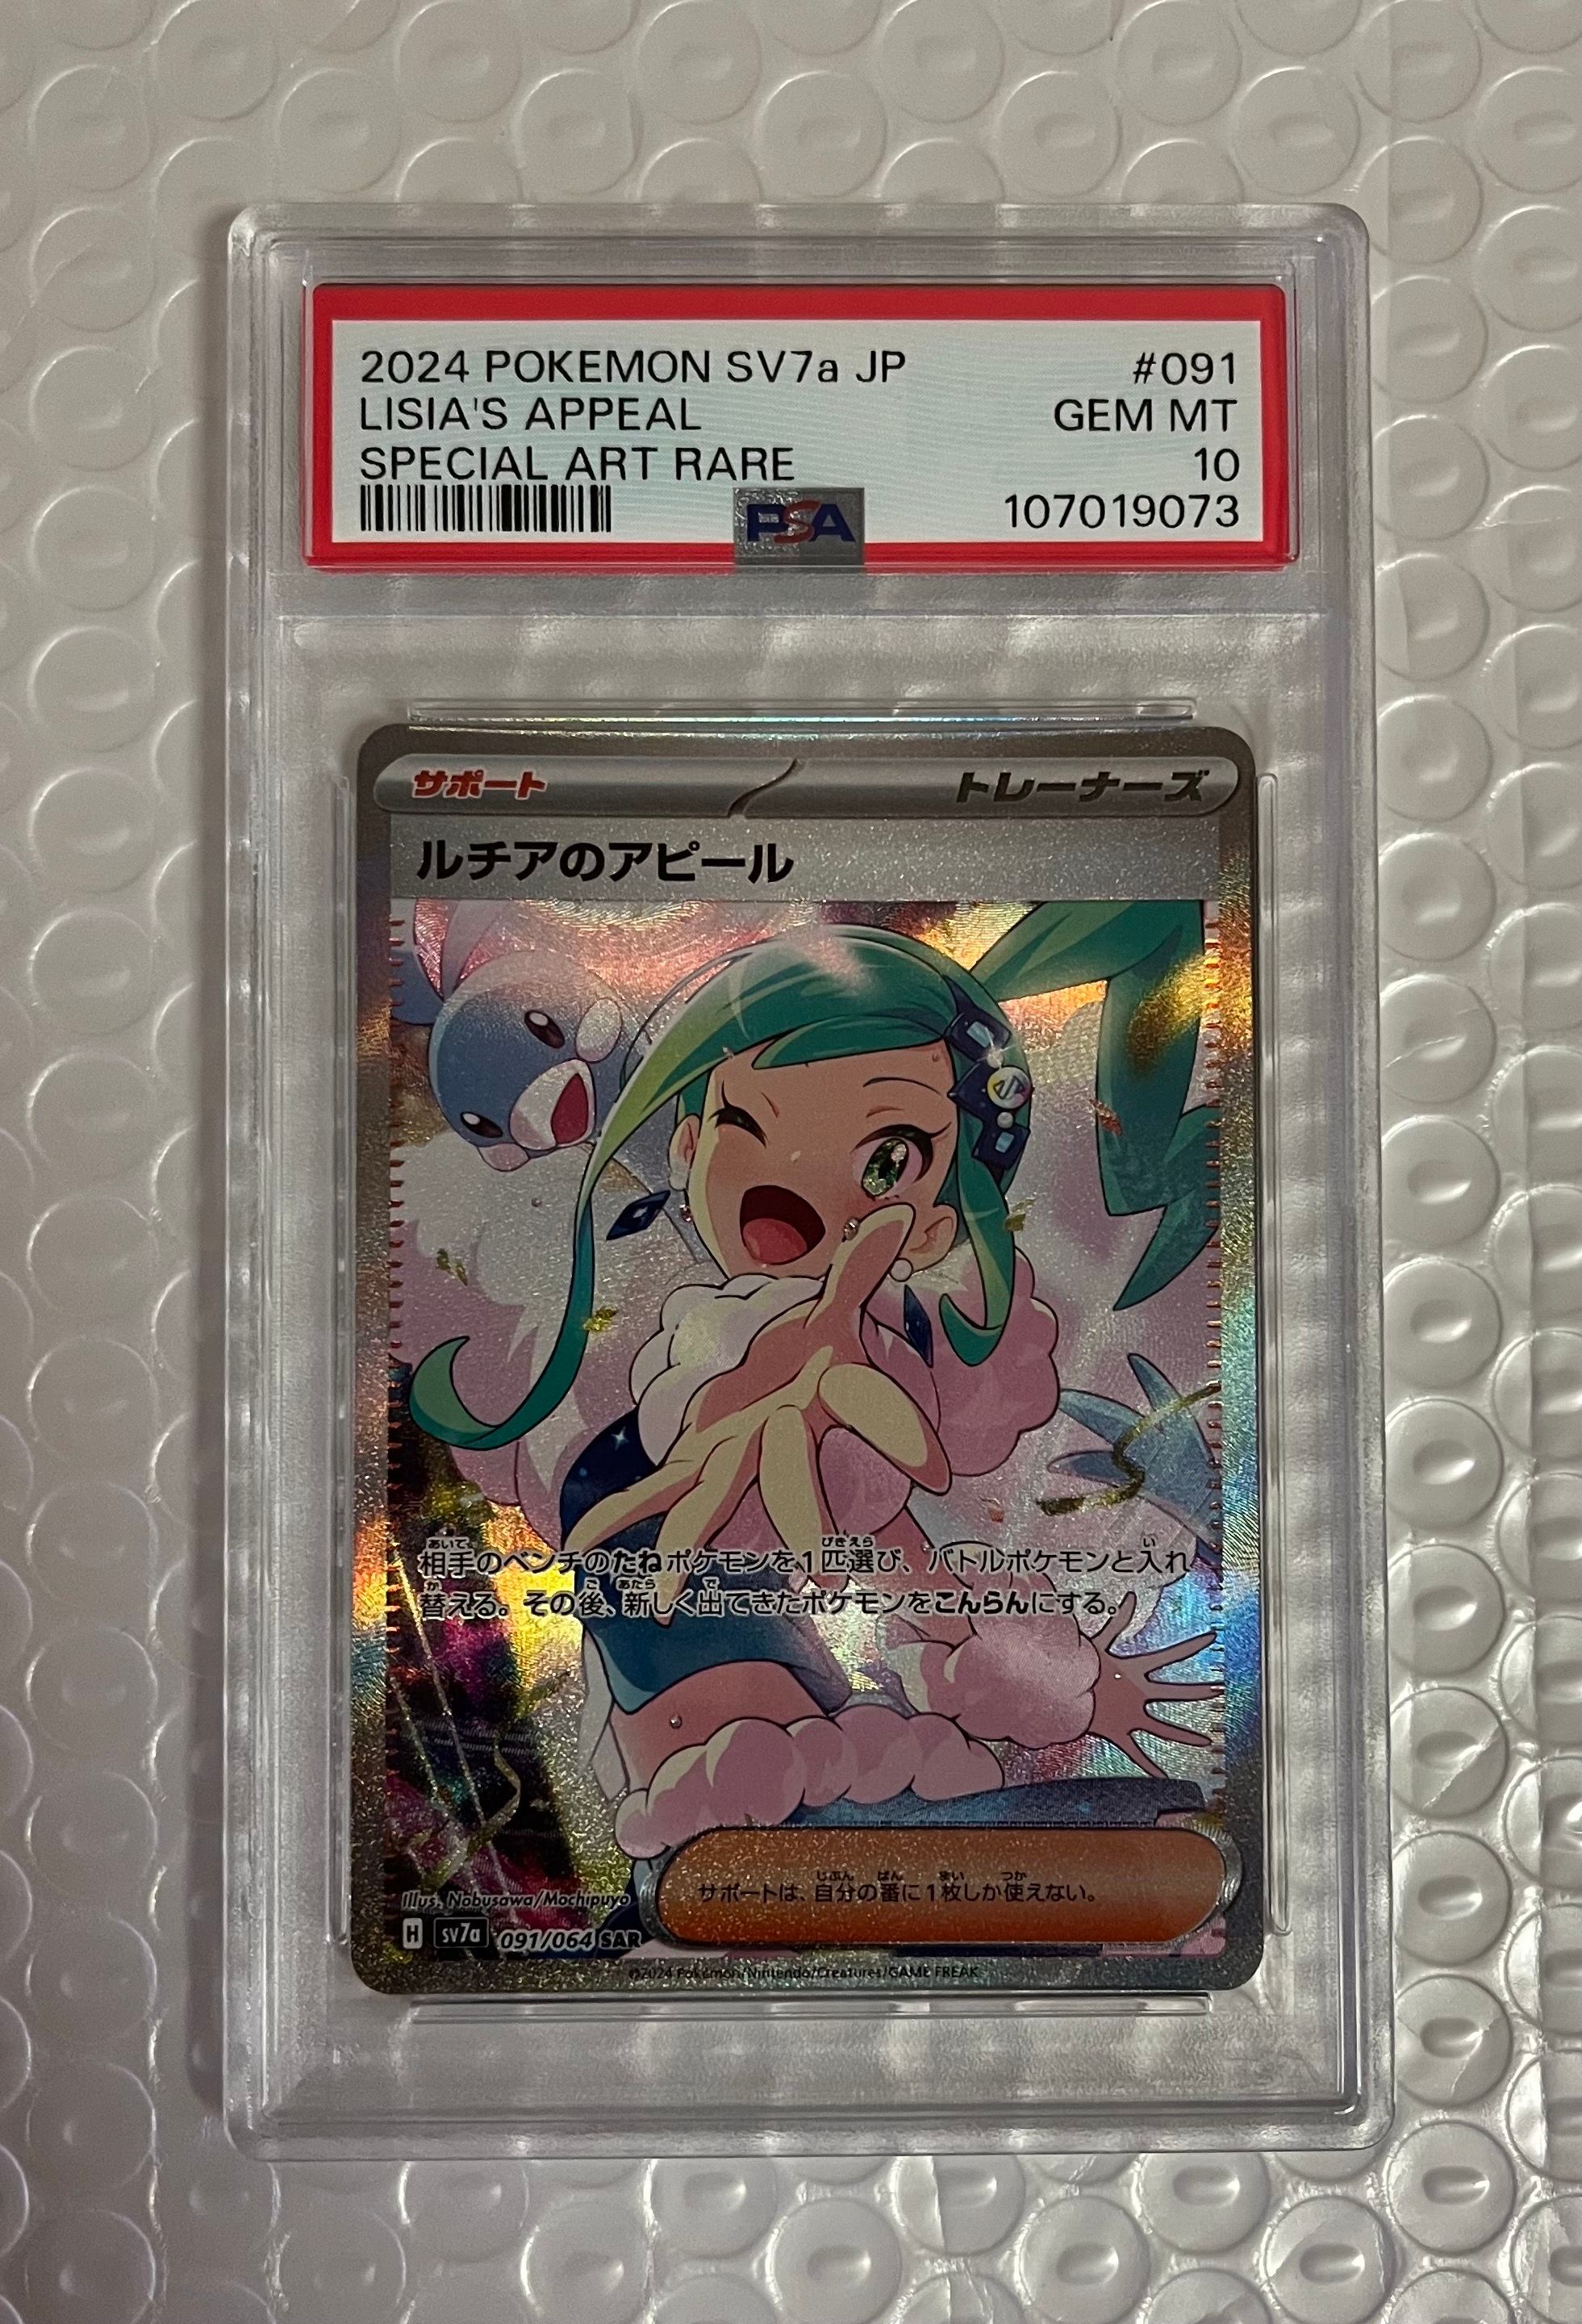 2024 POKEMON SV7a JP #091
LISIA'S APPEAL GEM MT
SPECIAL ART RARE 10
PSA 107019073
サポート トレーナーズ
ルチアのアピール
相手のベンチのたねポケモンを1匹選び、バトルポケモンと入れ
替える。その後、新しく出てきたポケモンをこんらんにする。
サポートは、自分の番に1枚しか使えない。
Illus. Nobusawa/Mochipuyo
H sv7a 091/064 SAR
©2024 Pokémon/Nintendo/Creatures/GAME FREAK